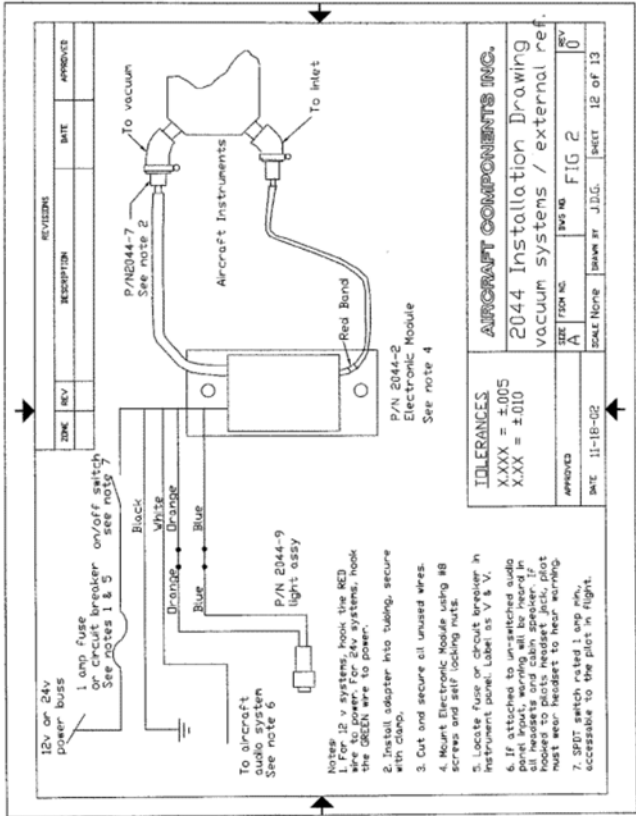 REVISIONS
ZONE REV DESCRIPTION DATE APPROVED
12v or 24v
power buss
1 amp fuse
or circuit breaker
See notes 1 & 5
on/off switch
see note 7
Black
White
Orange
Orange
Blue
Blue
To aircraft
audio system
See note 6
P/N 2044-9
light assy
P/N2044-7
See note 2
To vacuum
Aircraft Instruments
To Inlet
Red Band
P/N 2044-2
Electronic Module
See note 4
Notes:
1. For 12 v systems, hook the RED
wire to power. For 24v systems, hook
the GREEN wire to power.
2. Install adapter into tubing, secure
with clamp.
3. Cut and secure all unused wires.
4. Mount Electronic Module using #8
screws and self locking nuts.
5. Locate fuse or circuit breaker in
instrument panel. Label as V & V.
6. If attached to un-switched audio
panel input, warning will be heard in
all headsets and cabin speaker. If
hooked to pilots headset jack, pilot
must wear headset to hear warning.
7. SPDT switch rated 1 amp min,
accessable to the pilot in flight.
TOLERANCES
X.XXX = ±.005
X.XX = ±.010
APPROVED
DATE 11-18-02
AIRCRAFT COMPONENTS INC.
2044 Installation Drawing
vacuum systems / external ref.
SIZE A FSCM NO. DWG NO. FIG 2 REV 0
SCALE None DRAWN BY J.D.G. SHEET 12 of 13